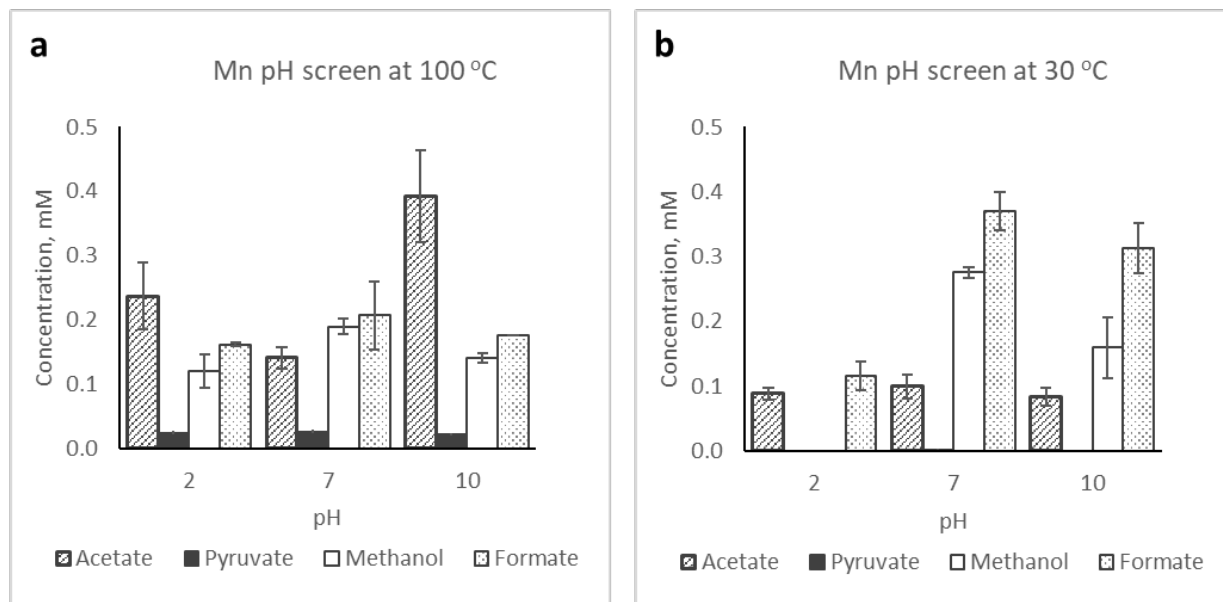 a
Mn pH screen at 100 °C
0.5
0.4
0.3
0.2
0.1
0.0
Concentration, mM
2 7 10
pH
Acetate Pyruvate Methanol Formate
b
Mn pH screen at 30 °C
0.5
0.4
0.3
0.2
0.1
0.0
Concentration, mM
2 7 10
pH
Acetate Pyruvate Methanol Formate